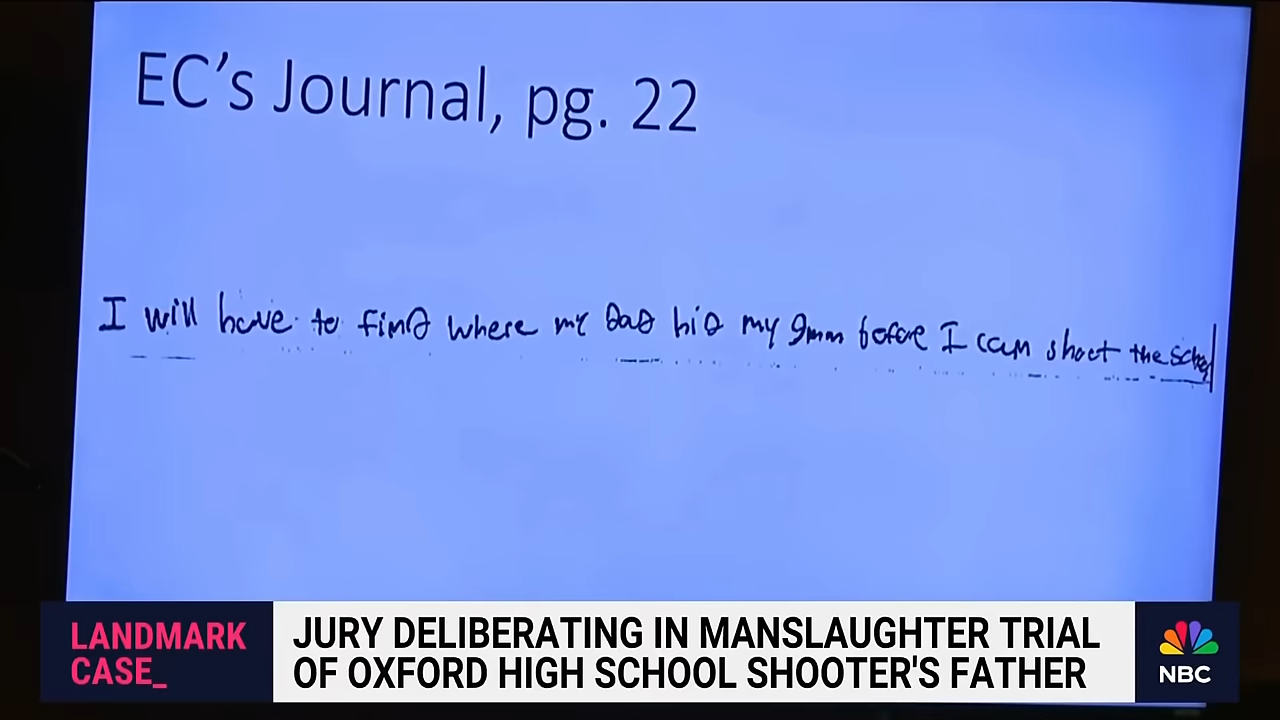 EC's Journal, pg. 22
I will have to find where my dad hid my 9mm before I can shoot the school
LANDMARK
CASE_
JURY DELIBERATING IN MANSLAUGHTER TRIAL
OF OXFORD HIGH SCHOOL SHOOTER'S FATHER
NBC